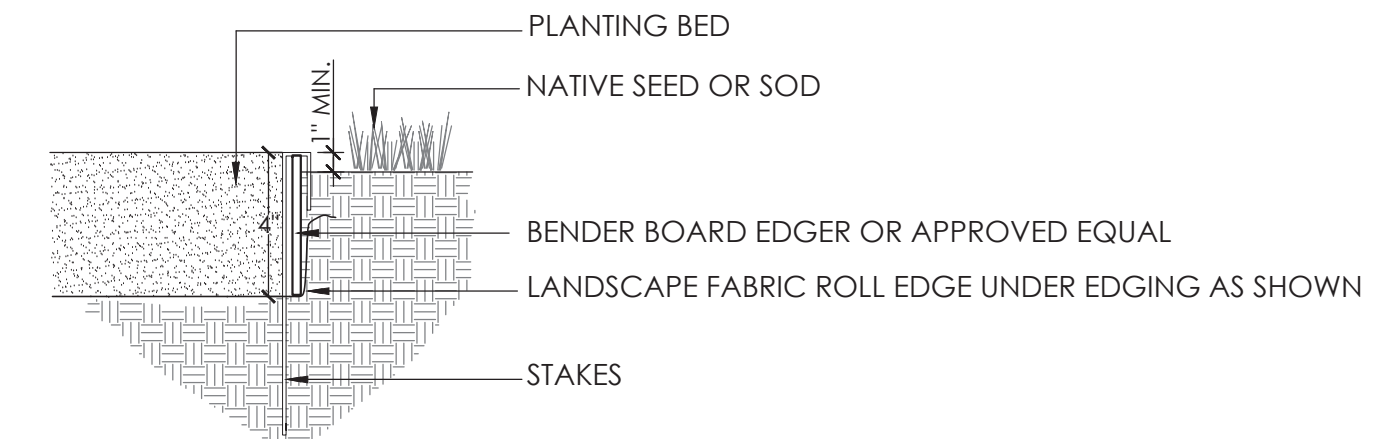 PLANTING BED
1" MIN.
NATIVE SEED OR SOD
4"
BENDER BOARD EDGER OR APPROVED EQUAL
LANDSCAPE FABRIC ROLL EDGE UNDER EDGING AS SHOWN
STAKES